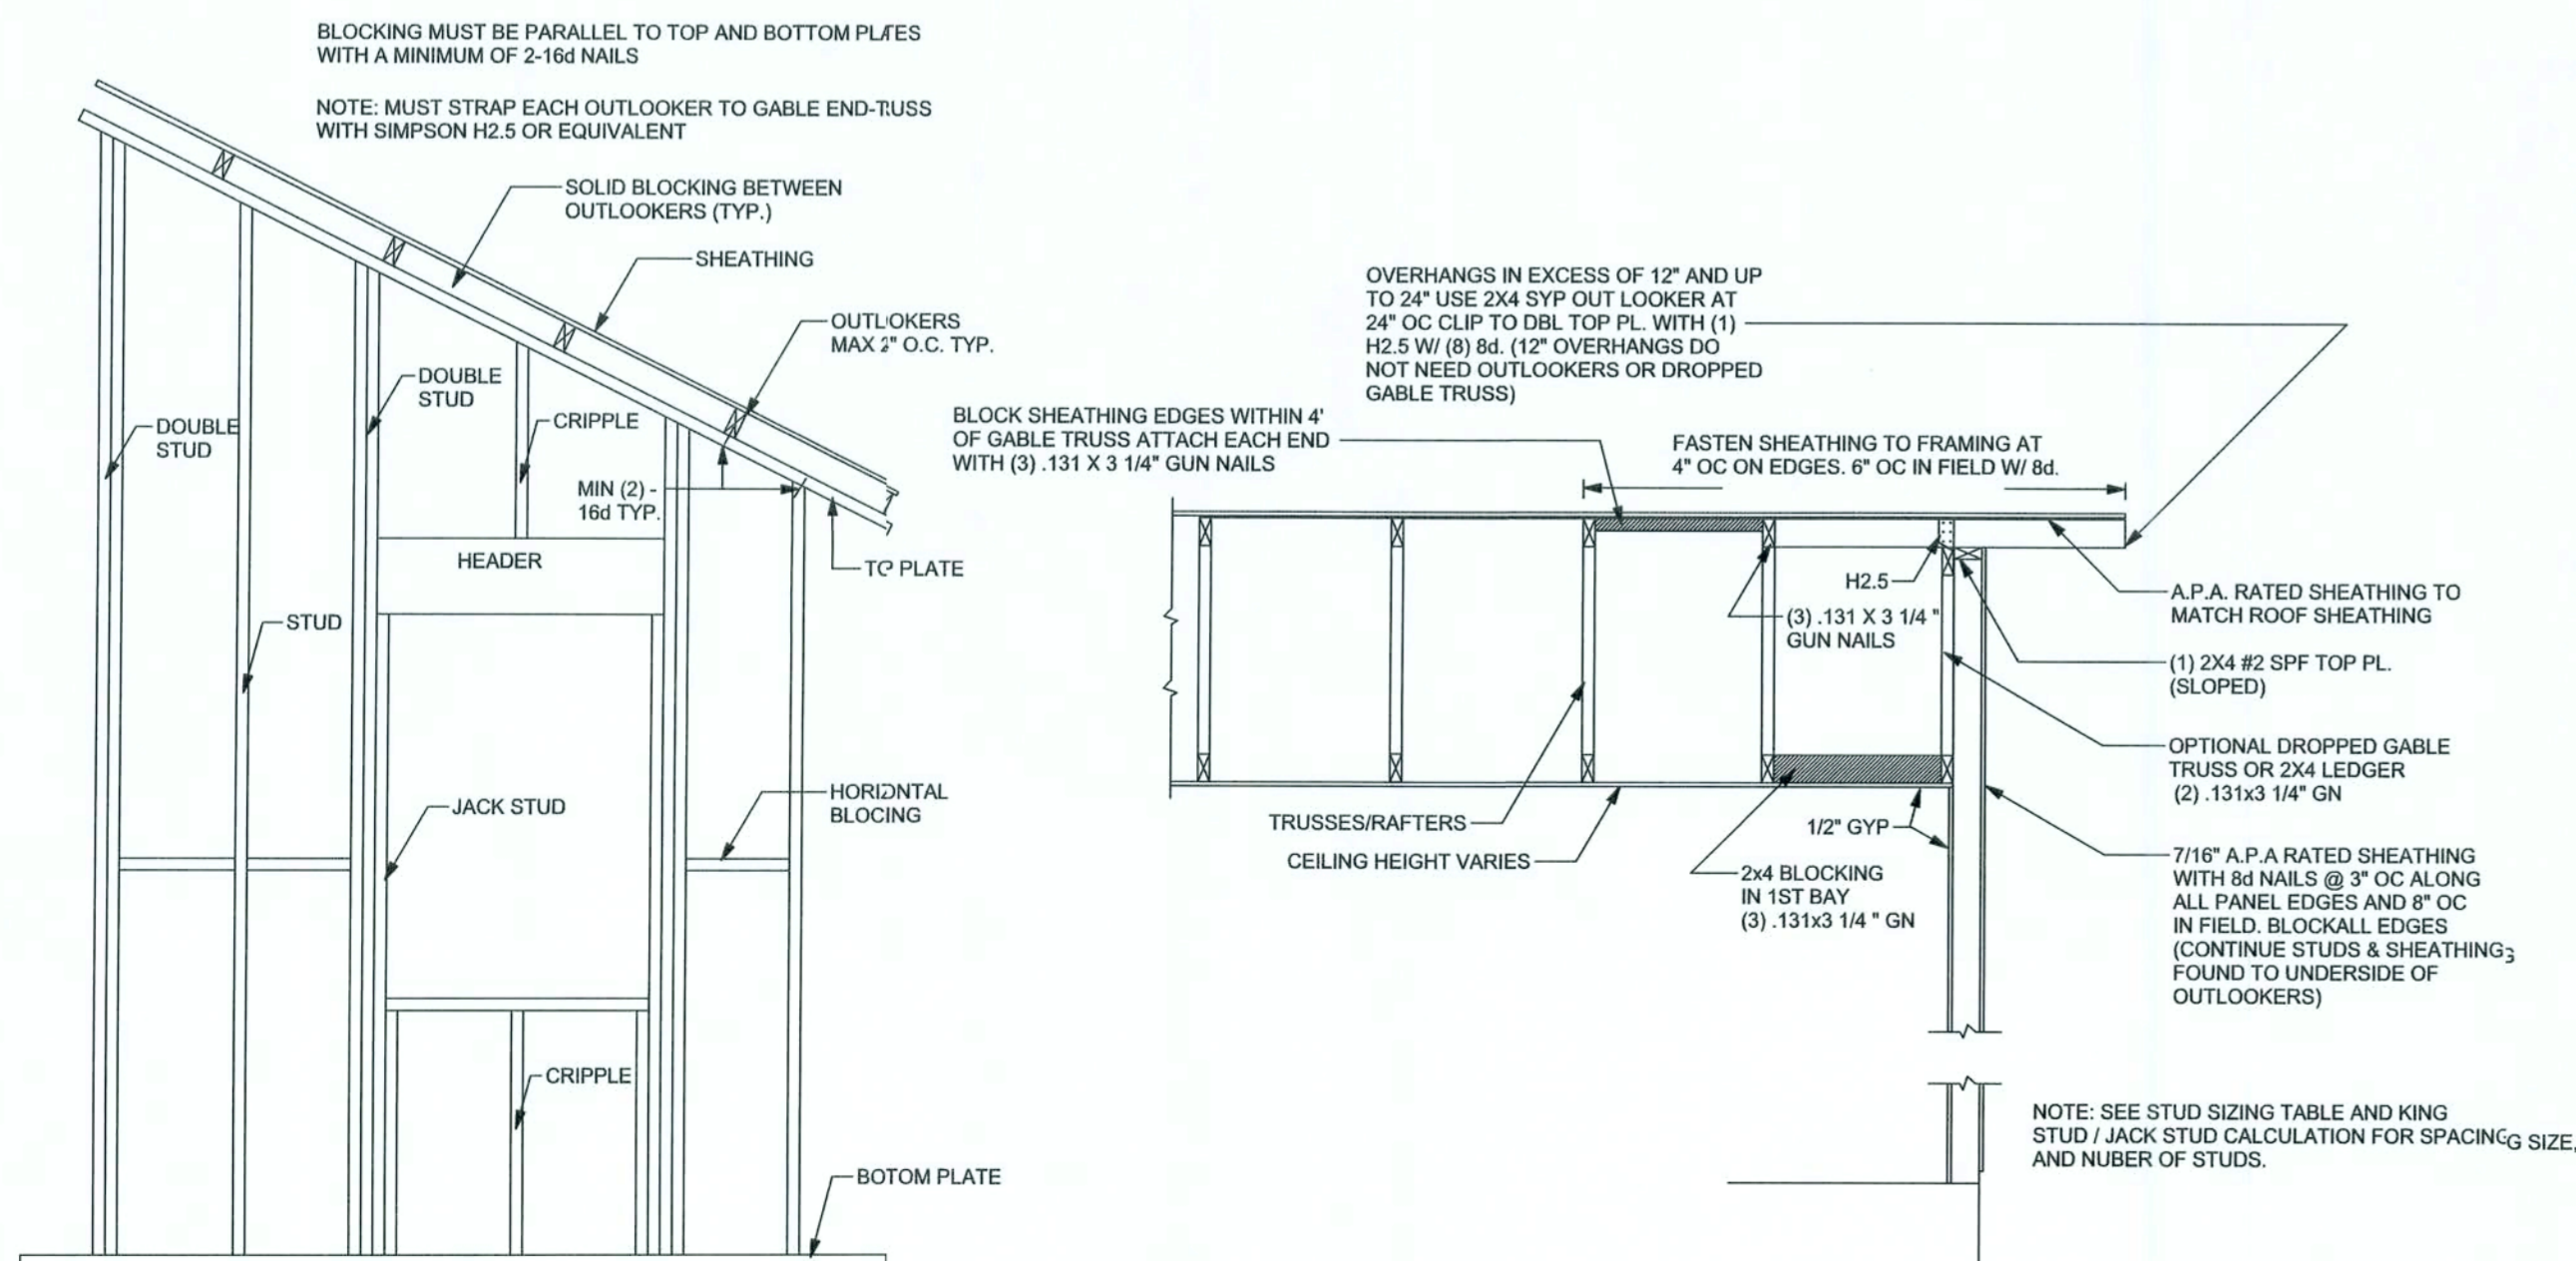 BLOCKING MUST BE PARALLEL TO TOP AND BOTTOM PLATES
WITH A MINIMUM OF 2-16d NAILS
NOTE: MUST STRAP EACH OUTLOOKER TO GABLE END-TRUSS
WITH SIMPSON H2.5 OR EQUIVALENT
SOLID BLOCKING BETWEEN
OUTLOOKERS (TYP.)
SHEATHING
OUTLOKERS
MAX 2" O.C. TYP.
DOUBLE
STUD
CRIPPLE
DOUBLE
STUD
MIN (2) -
16d TYP.
HEADER
PLATE
STUD
JACK STUD
HORIZONTAL
BLOCING
CRIPPLE
BOTOM PLATE
OVERHANGS IN EXCESS OF 12" AND UP
TO 24" USE 2X4 SYP OUT LOOKER AT
24" OC CLIP TO DBL TOP PL. WITH (1)
H2.5 W/ (8) 8d. (12" OVERHANGS DO
NOT NEED OUTLOOKERS OR DROPPED
GABLE TRUSS)
BLOCK SHEATHING EDGES WITHIN 4'
OF GABLE TRUSS ATTACH EACH END
WITH (3) .131 X 3 1/4" GUN NAILS
FASTEN SHEATHING TO FRAMING AT
4" OC ON EDGES. 6" OC IN FIELD W/ 8d.
H2.5
(3) .131 X 3 1/4 "
GUN NAILS
A.P.A. RATED SHEATHING TO
MATCH ROOF SHEATHING
(1) 2X4 #2 SPF TOP PL.
(SLOPED)
OPTIONAL DROPPED GABLE
TRUSS OR 2X4 LEDGER
(2) .131x3 1/4" GN
TRUSSES/RAFTERS
CEILING HEIGHT VARIES
1/2" GYP
2x4 BLOCKING
IN 1ST BAY
(3) .131x3 1/4 " GN
7/16" A.P.A RATED SHEATHING
WITH 8d NAILS @ 3" OC ALONG
ALL PANEL EDGES AND 8" OC
IN FIELD. BLOCKALL EDGES
(CONTINUE STUDS & SHEATHING
FOUND TO UNDERSIDE OF
OUTLOOKERS)
NOTE: SEE STUD SIZING TABLE AND KING
STUD / JACK STUD CALCULATION FOR SPACING SIZE,
AND NUBER OF STUDS.